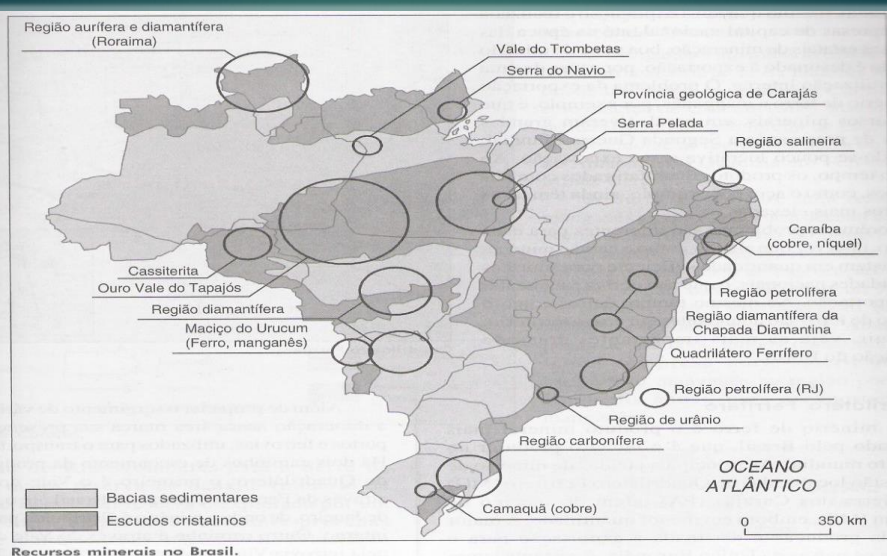 Região aurífera e diamantífera
(Roraima)
Vale do Trombetas
Serra do Navio
Província geológica de Carajás
Serra Pelada
Região salineira
Caraíba
(cobre, níquel)
Cassiterita
Ouro Vale do Tapajós
Região petrolífera
Região diamantífera
Região diamantífera da
Chapada Diamantina
Maciço do Urucum
(Ferro, manganês)
Quadrilátero Ferrífero
Região petrolífera (RJ)
Região de urânio
Região carbonífera
OCEANO
ATLÂNTICO
Bacias sedimentares
Escudos cristalinos
Camaquã (cobre)
0 350 km
Recursos minerais no Brasil.